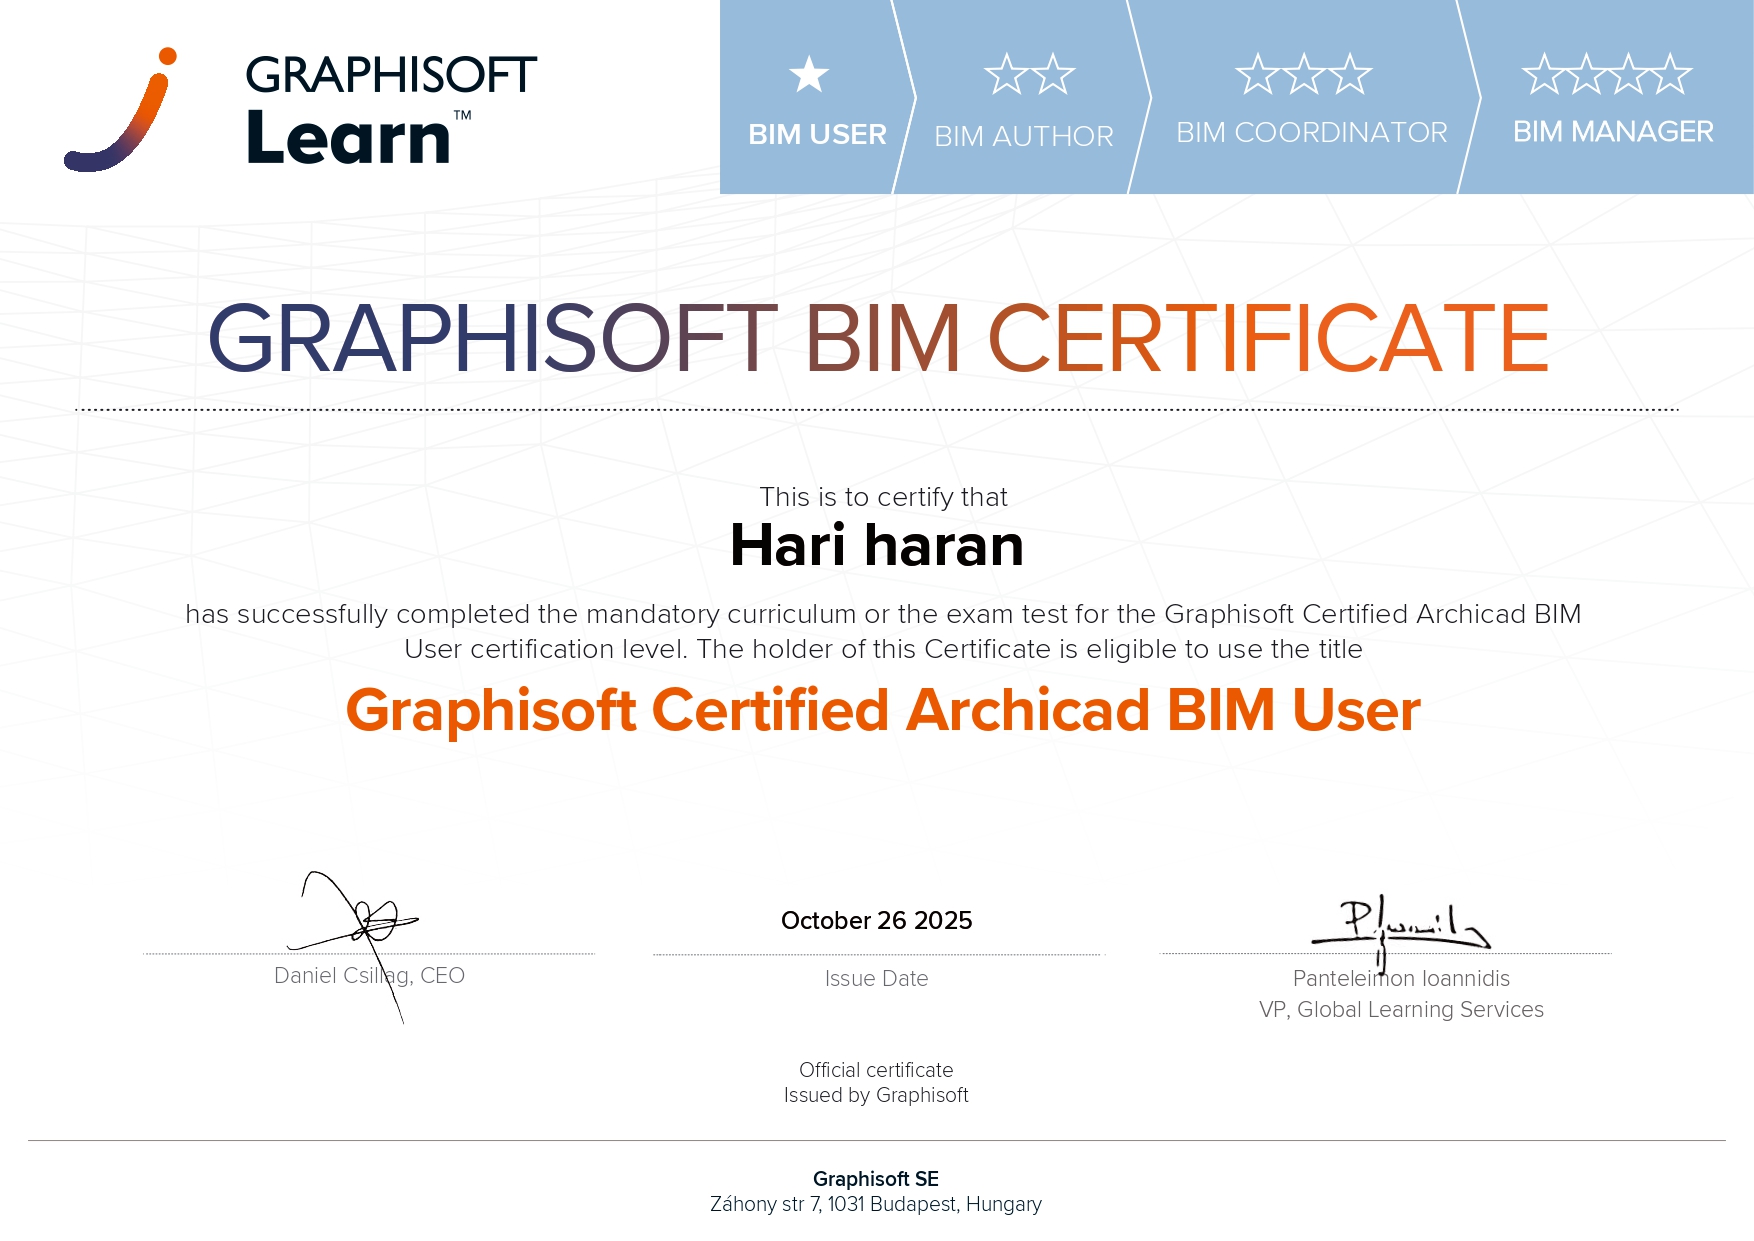 GRAPHISOFT
Learn™
BIM USER
BIM AUTHOR
BIM COORDINATOR
BIM MANAGER
GRAPHISOFT BIM CERTIFICATE
This is to certify that
Hari haran
has successfully completed the mandatory curriculum or the exam test for the Graphisoft Certified Archicad BIM
User certification level. The holder of this Certificate is eligible to use the title
Graphisoft Certified Archicad BIM User
October 26 2025
Daniel Csillag, CEO
Issue Date
Panteleimon Ioannidis
VP, Global Learning Services
Official certificate
Issued by Graphisoft
Graphisoft SE
Záhony str 7, 1031 Budapest, Hungary